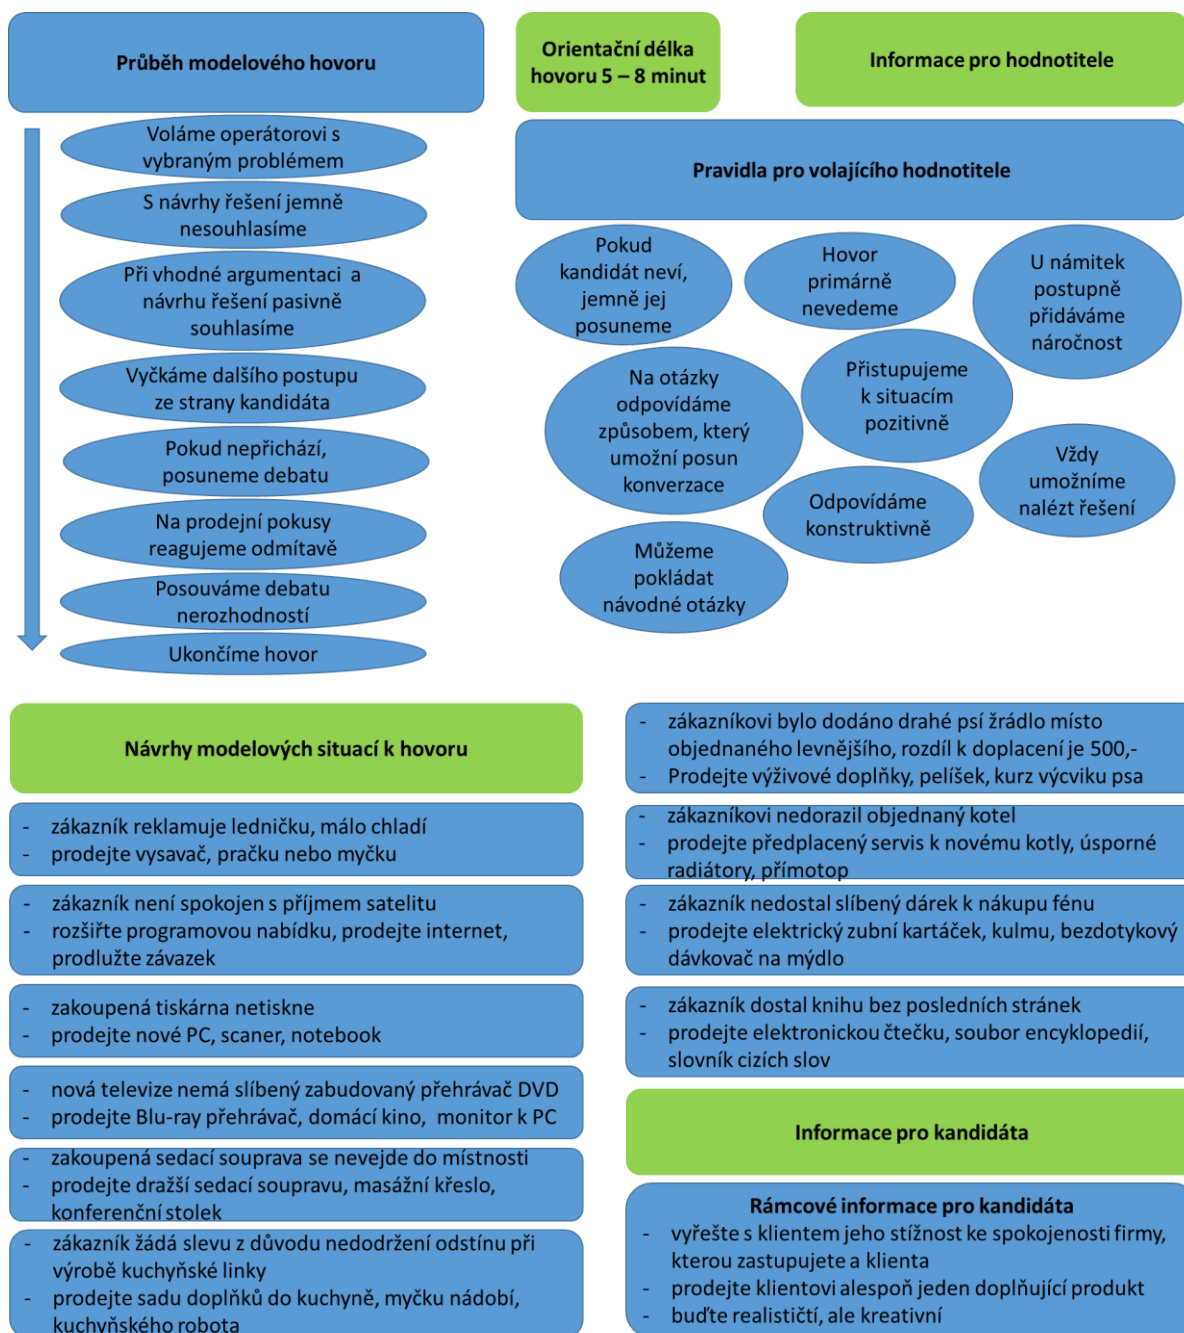 Průběh modelového hovoru
Voláme operátorovi s
vybraným problémem
S návrhy řešení jemně
nesouhlasíme
Při vhodné argumentaci a
návrhu řešení pasivně
souhlasíme
Vyčkáme dalšího postupu
ze strany kandidáta
Pokud nepřichází,
posuneme debatu
Na prodejní pokusy
reagujeme odmítavě
Posouváme debatu
nerozhodností
Ukončíme hovor
Orientační délka
hovoru 5 – 8 minut
Informace pro hodnotitele
Pravidla pro volajícího hodnotitele
Pokud
kandidát neví,
jemně jej
posuneme
Hovor
primárně
nevedeme
U námitek
postupně
přidáváme
náročnost
Na otázky
odpovídáme
způsobem, který
umožní posun
konverzace
Přistupujeme
k situacím
pozitivně
Vždy
umožníme
nalézt řešení
Odpovídáme
konstruktivně
Můžeme
pokládat
návodné otázky
Návrhy modelových situací k hovoru
- zákazník reklamuje ledničku, málo chladí
- prodejte vysavač, pračku nebo myčku
- zákazník není spokojen s příjmem satelitu
- rozšiřte programovou nabídku, prodejte internet,
prodlužte závazek
- zakoupená tiskárna netiskne
- prodejte nové PC, scaner, notebook
- nová televize nemá slíbený zabudovaný přehrávač DVD
- prodejte Blu-ray přehrávač, domácí kino, monitor k PC
- zakoupená sedací souprava se nevejde do místnosti
- prodejte dražší sedací soupravu, masážní křeslo,
konferenční stolek
- zákazník žádá slevu z důvodu nedodržení odstínu při
výrobě kuchyňské linky
- prodejte sadu doplňků do kuchyně, myčku nádobí,
kuchyňského robota
- zákazníkovi bylo dodáno drahé psí žrádlo místo
objednaného levnějšího, rozdíl k doplacení je 500,-
- Prodejte výživové doplňky, pelíšek, kurz výcviku psa
- zákazníkovi nedorazil objednaný kotel
- prodejte předplacený servis k novému kotly, úsporné
radiátory, přímotop
- zákazník nedostal slíbený dárek k nákupu fénu
- prodejte elektrický zubní kartáček, kulmu, bezdotykový
dávkovač na mýdlo
- zákazník dostal knihu bez posledních stránek
- prodejte elektronickou čtečku, soubor encyklopedií,
slovník cizích slov
Informace pro kandidáta
Rámcové informace pro kandidáta
- vyřešte s klientem jeho stížnost ke spokojenosti firmy,
kterou zastupujete a klienta
- prodejte klientovi alespoň jeden doplňující produkt
- buďte realističtí, ale kreativní